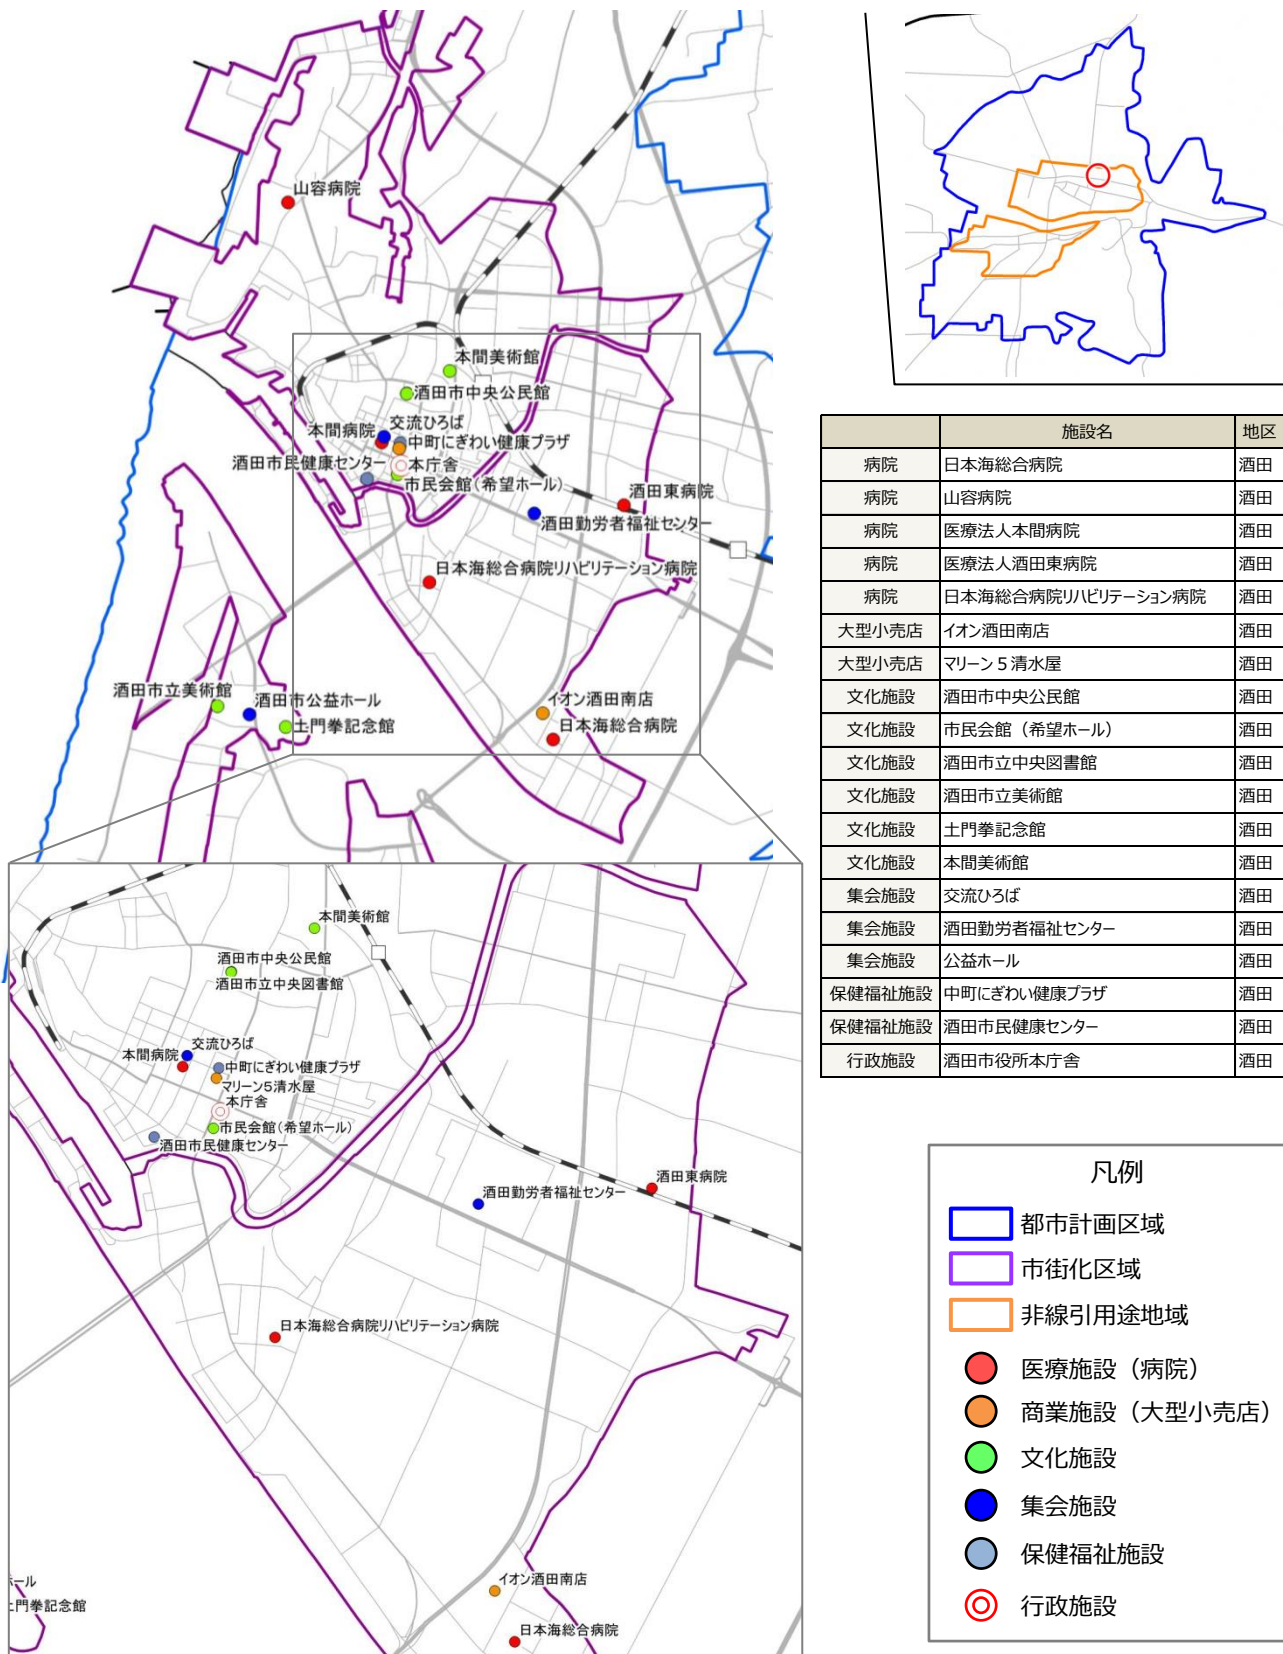 山容病院
本間美術館
酒田市中央公民館
交流ひろば
本間病院
中町にぎわい健康プラザ
酒田市民健康センター
本庁舎
市民会館(希望ホール)
酒田東病院
酒田勤労者福祉センター
日本海総合病院リハビリテーション病院
酒田市立美術館
酒田市公益ホール
土門拳記念館
イオン酒田南店
日本海総合病院
本間美術館
酒田市中央公民館
酒田市立中央図書館
交流ひろば
本間病院
中町にぎわい健康プラザ
マリーン5清水屋
本庁舎
市民会館(希望ホール)
酒田市民健康センター
酒田東病院
酒田勤労者福祉センター
日本海総合病院リハビリテーション病院
イオン酒田南店
日本海総合病院
ホール
土門拳記念館
施設名 地区
病院 日本海総合病院 酒田
病院 山容病院 酒田
病院 医療法人本間病院 酒田
病院 医療法人酒田東病院 酒田
病院 日本海総合病院リハビリテーション病院 酒田
大型小売店 イオン酒田南店 酒田
大型小売店 マリーン5清水屋 酒田
文化施設 酒田市中央公民館 酒田
文化施設 市民会館(希望ホール) 酒田
文化施設 酒田市立中央図書館 酒田
文化施設 酒田市立美術館 酒田
文化施設 土門拳記念館 酒田
文化施設 本間美術館 酒田
集会施設 交流ひろば 酒田
集会施設 酒田勤労者福祉センター 酒田
集会施設 公益ホール 酒田
保健福祉施設 中町にぎわい健康プラザ 酒田
保健福祉施設 酒田市民健康センター 酒田
行政施設 酒田市役所本庁舎 酒田
凡例
都市計画区域
市街化区域
非線引用途地域
医療施設(病院)
商業施設(大型小売店)
文化施設
集会施設
保健福祉施設
行政施設